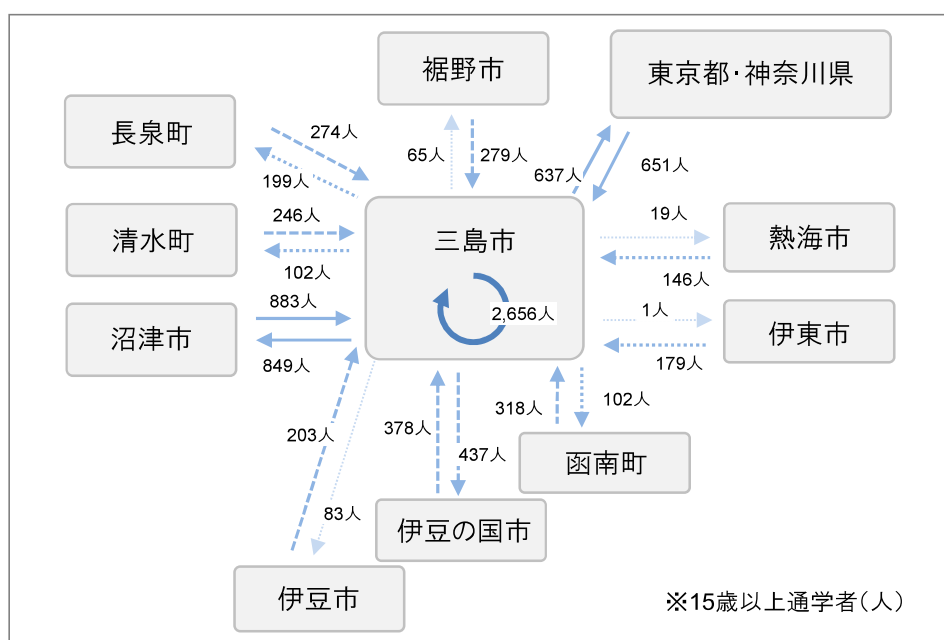 裾野市
東京都・神奈川県
長泉町
274人
65人
279人
637人
651人
199人
清水町
246人
102人
三島市
2,656人
19人
146人
熱海市
沼津市
883人
849人
1人
179人
伊東市
203人
83人
378人
437人
318人
102人
函南町
伊豆の国市
伊豆市
※15歳以上通学者(人)